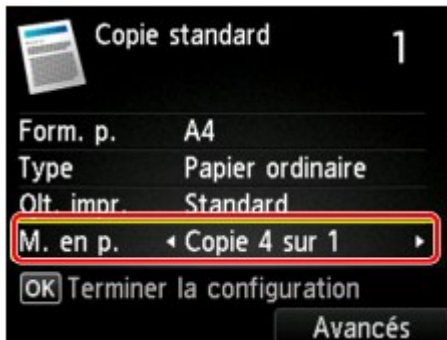 Copie standard
1
Form. p. A4
Type Papier ordinaire
Qlt. impr. Standard
M. en p. Copie 4 sur 1
OK Terminer la configuration
Avancés